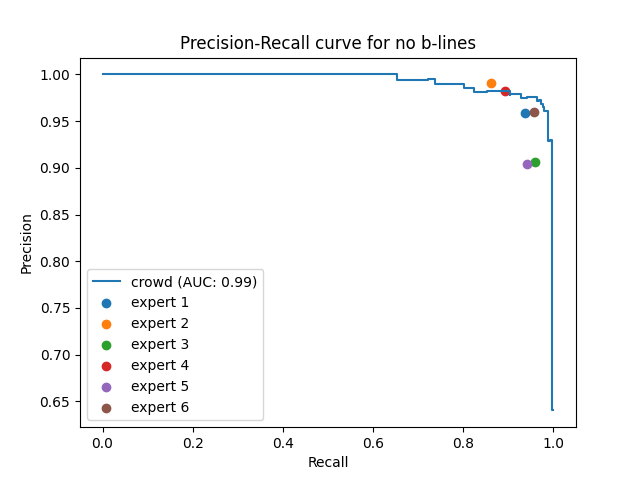 Precision-Recall curve for no b-lines
Precision
1.00
0.95
0.90
0.85
0.80
0.75
0.70
0.65
crowd (AUC: 0.99)
expert 1
expert 2
expert 3
expert 4
expert 5
expert 6
0.0 0.2 0.4 0.6 0.8 1.0
Recall